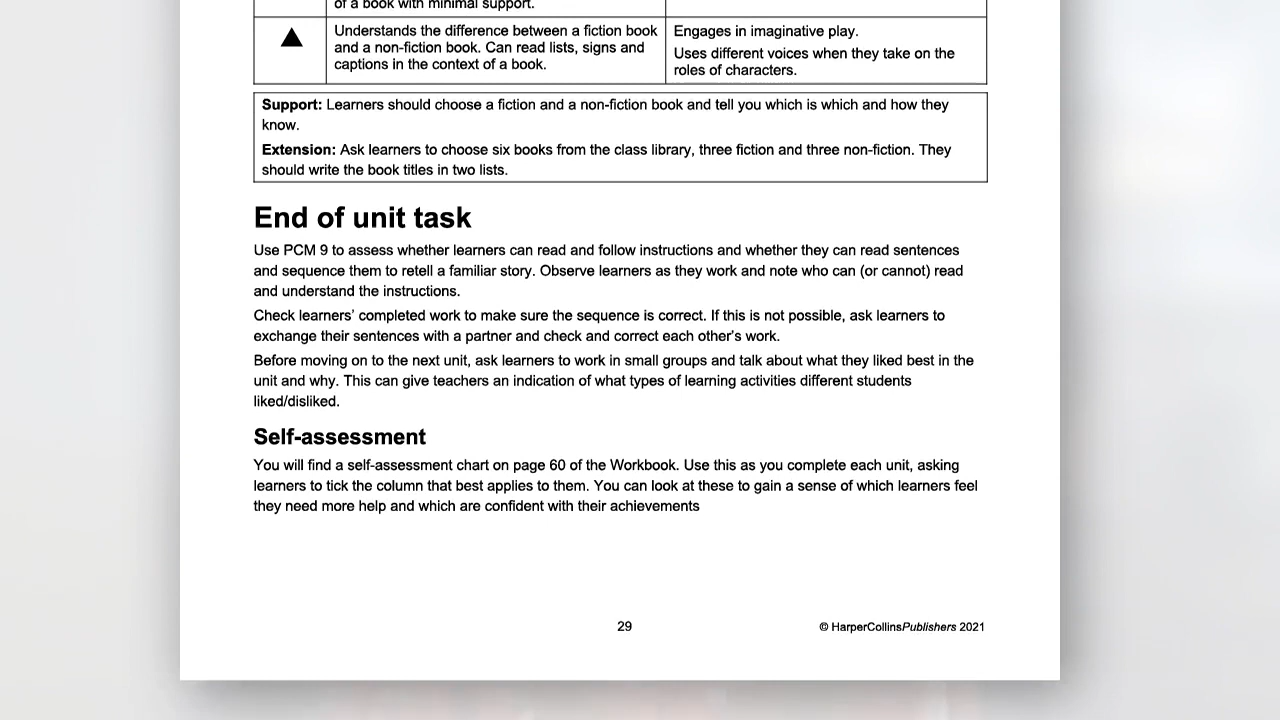 of a book with minimal support.
Understands the difference between a fiction book
and a non-fiction book. Can read lists, signs and
captions in the context of a book.
Engages in imaginative play.
Uses different voices when they take on the
roles of characters.
Support: Learners should choose a fiction and a non-fiction book and tell you which is which and how they
know.
Extension: Ask learners to choose six books from the class library, three fiction and three non-fiction. They
should write the book titles in two lists.
End of unit task
Use PCM 9 to assess whether learners can read and follow instructions and whether they can read sentences
and sequence them to retell a familiar story. Observe learners as they work and note who can (or cannot) read
and understand the instructions.
Check learners’ completed work to make sure the sequence is correct. If this is not possible, ask learners to
exchange their sentences with a partner and check and correct each other’s work.
Before moving on to the next unit, ask learners to work in small groups and talk about what they liked best in the
unit and why. This can give teachers an indication of what types of learning activities different students
liked/disliked.
Self-assessment
You will find a self-assessment chart on page 60 of the Workbook. Use this as you complete each unit, asking
learners to tick the column that best applies to them. You can look at these to gain a sense of which learners feel
they need more help and which are confident with their achievements
29
© HarperCollinsPublishers 2021